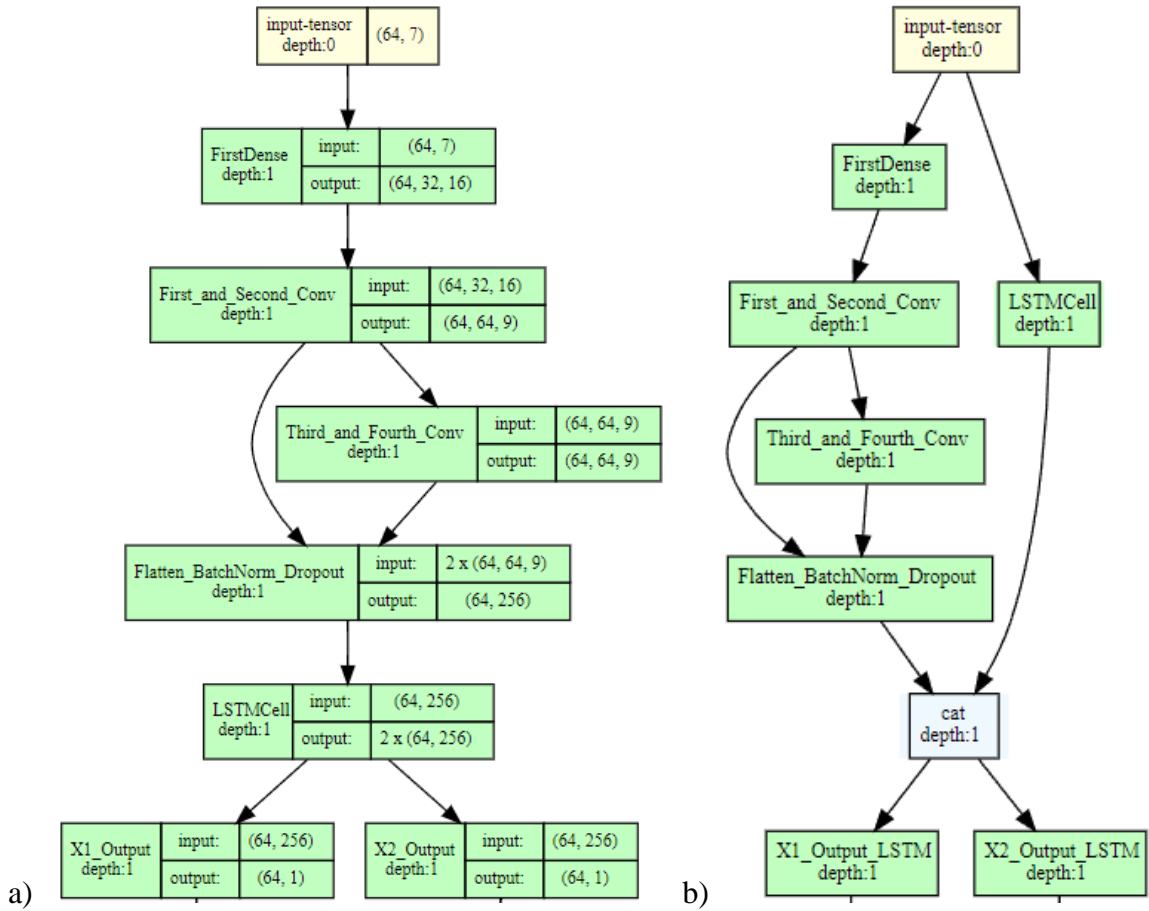 input-tensor
depth:0
(64, 7)
FirstDense
depth:1
input:
(64, 7)
output:
(64, 32, 16)
First_and_Second_Conv
depth:1
input:
(64, 32, 16)
output:
(64, 64, 9)
Third_and_Fourth_Conv
depth:1
input:
(64, 64, 9)
output:
(64, 64, 9)
Flatten_BatchNorm_Dropout
depth:1
input:
2 x (64, 64, 9)
output:
(64, 256)
LSTMCell
depth:1
input:
(64, 256)
output:
2 x (64, 256)
X1_Output
depth:1
input:
(64, 256)
output:
(64, 1)
X2_Output
depth:1
input:
(64, 256)
output:
(64, 1)
a)
input-tensor
depth:0
FirstDense
depth:1
First_and_Second_Conv
depth:1
LSTMCell
depth:1
Third_and_Fourth_Conv
depth:1
Flatten_BatchNorm_Dropout
depth:1
cat
depth:1
X1_Output_LSTM
depth:1
X2_Output_LSTM
depth:1
b)